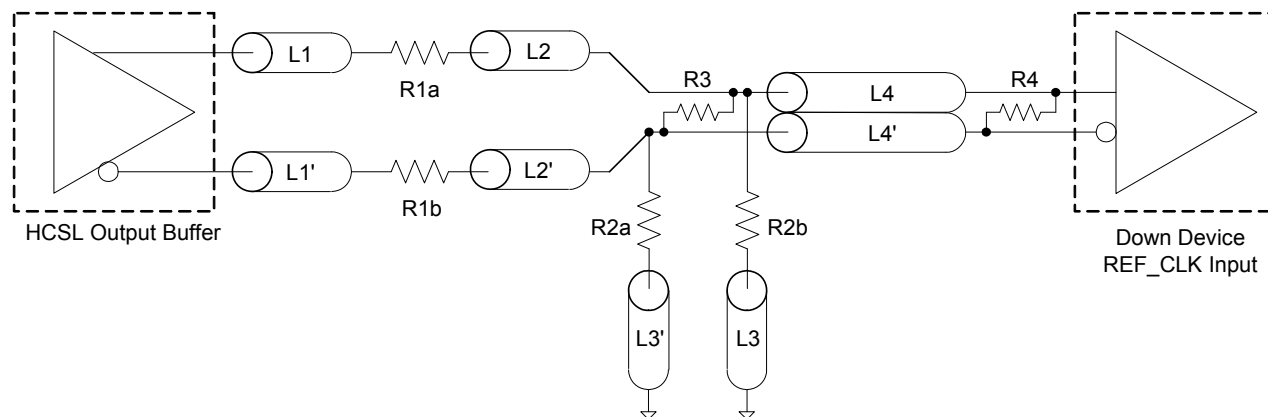 L1
R1a
L2
R3
L4
R4
L1'
R1b
L2'
L4'
HCSL Output Buffer
R2a
R2b
Down Device
REF_CLK Input
L3'
L3